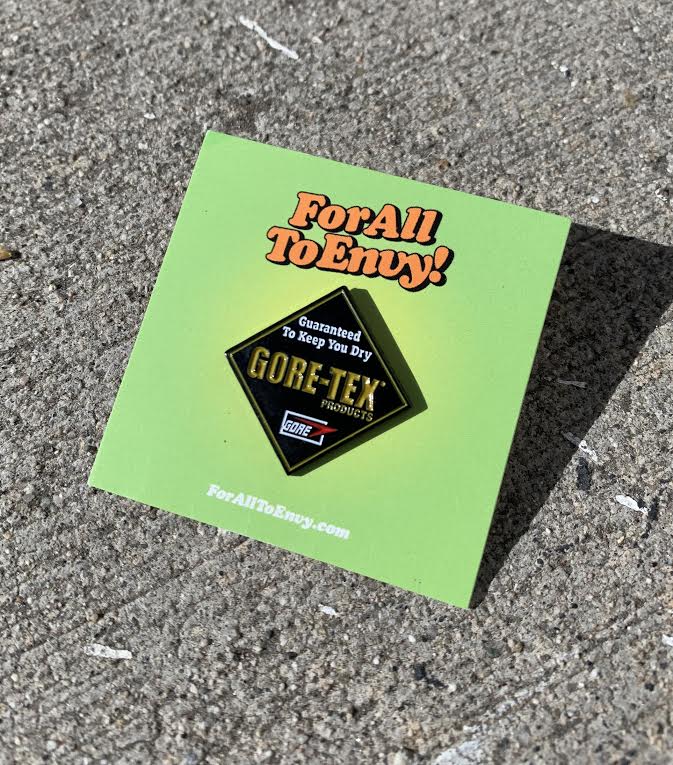 ForAll
ToEnvy!
Guaranteed
To Keep You Dry
GORE-TEX®
PRODUCTS
GORE
ForAllToEnvy.com